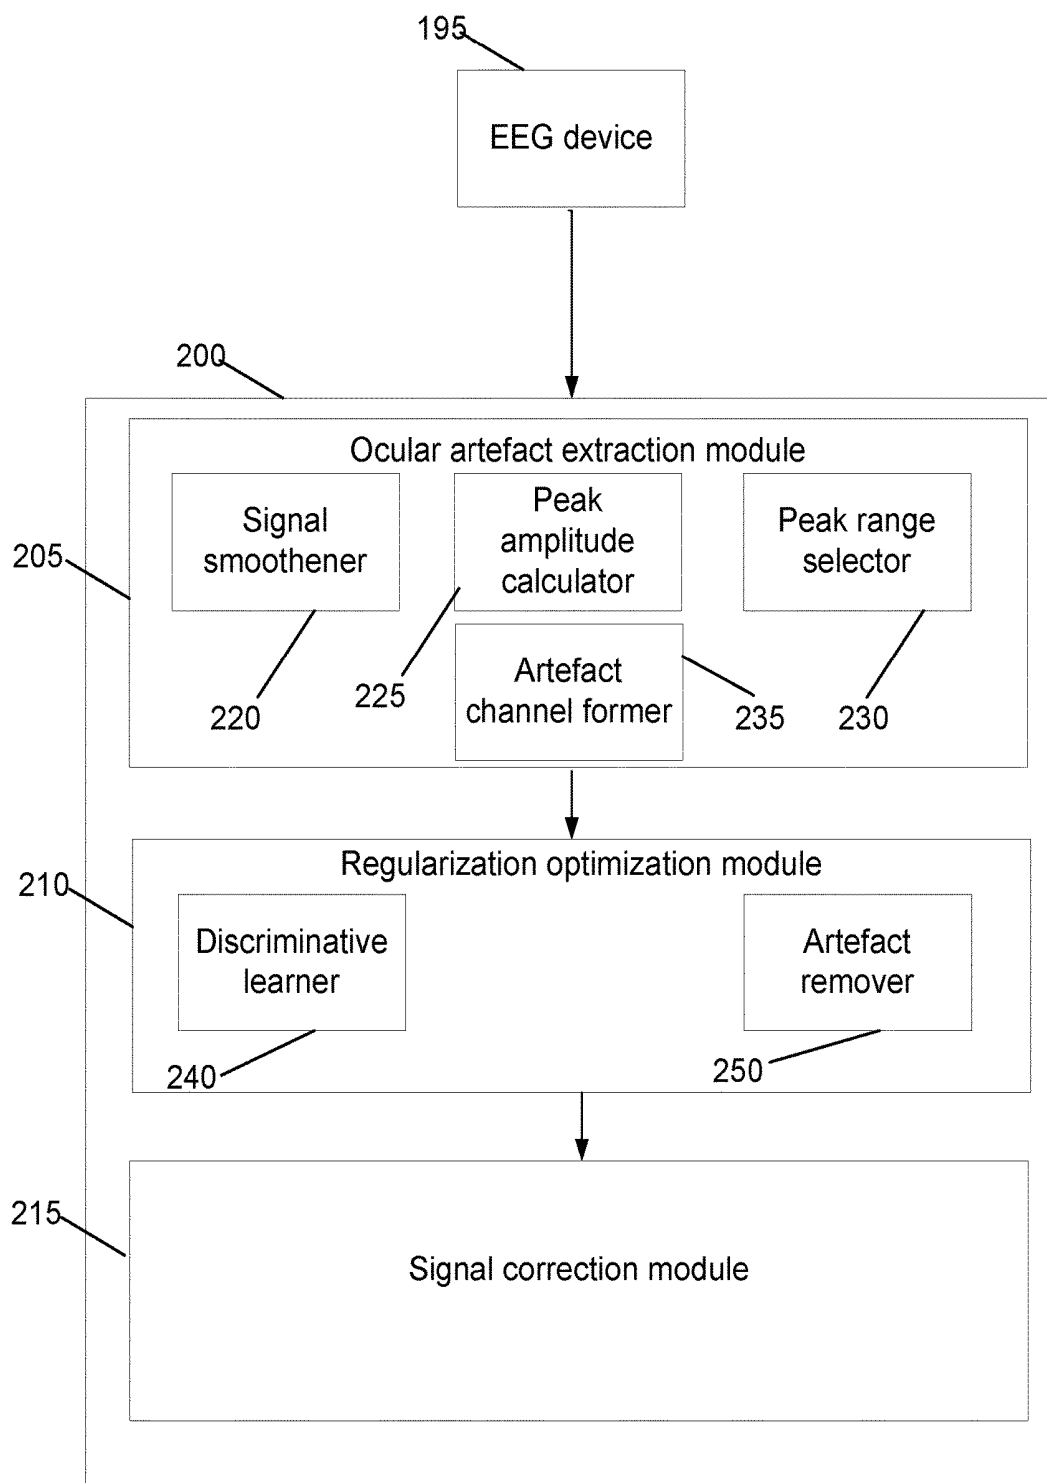 195
EEG device
200
Ocular artefact extraction module
Signal
smoothener
Peak
amplitude
calculator
Peak range
selector
205
220
225
Artefact
channel former
235
230
Regularization optimization module
210
Discriminative
learner
Artefact
remover
240
250
215
Signal correction module